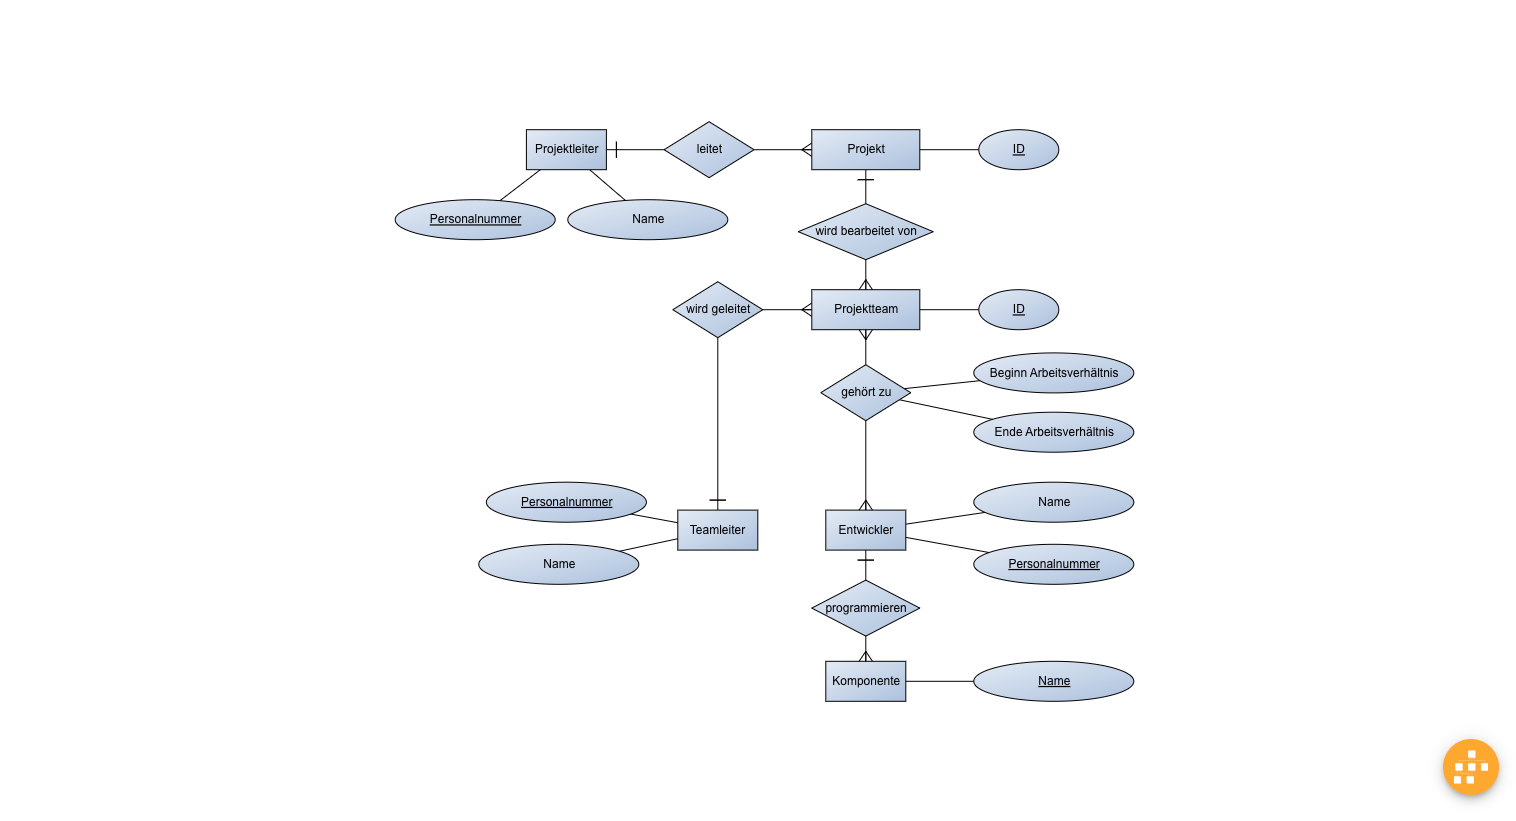 Projektleiter
leitet
Projekt
ID
Personalnummer
Name
wird bearbeitet von
wird geleitet
Projektteam
ID
Beginn Arbeitsverhältnis
gehört zu
Ende Arbeitsverhältnis
Personalnummer
Name
Teamleiter
Entwickler
Name
Personalnummer
programmieren
Komponente
Name